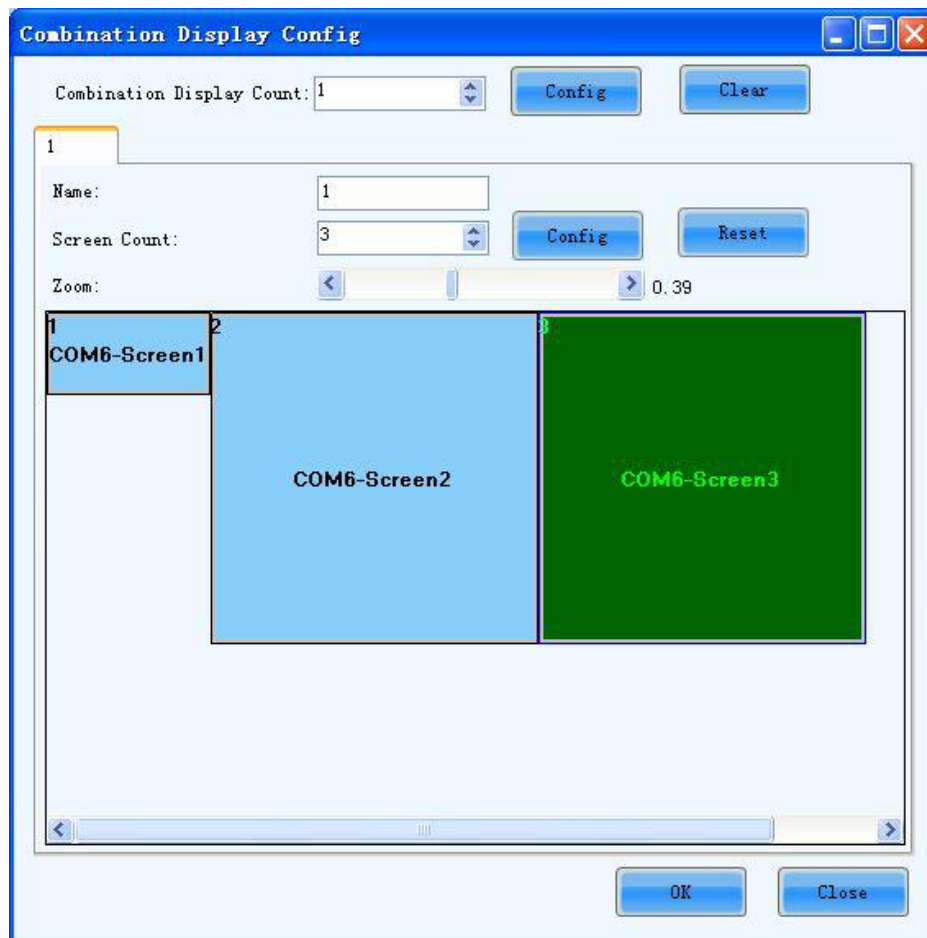 Combination Display Config
Combination Display Count: 1 Config Clear
1
Name: 1
Screen Count: 3 Config Reset
Zoom: 0.39
1 2 3
COM6-Screen1
COM6-Screen2 COM6-Screen3
OK Close